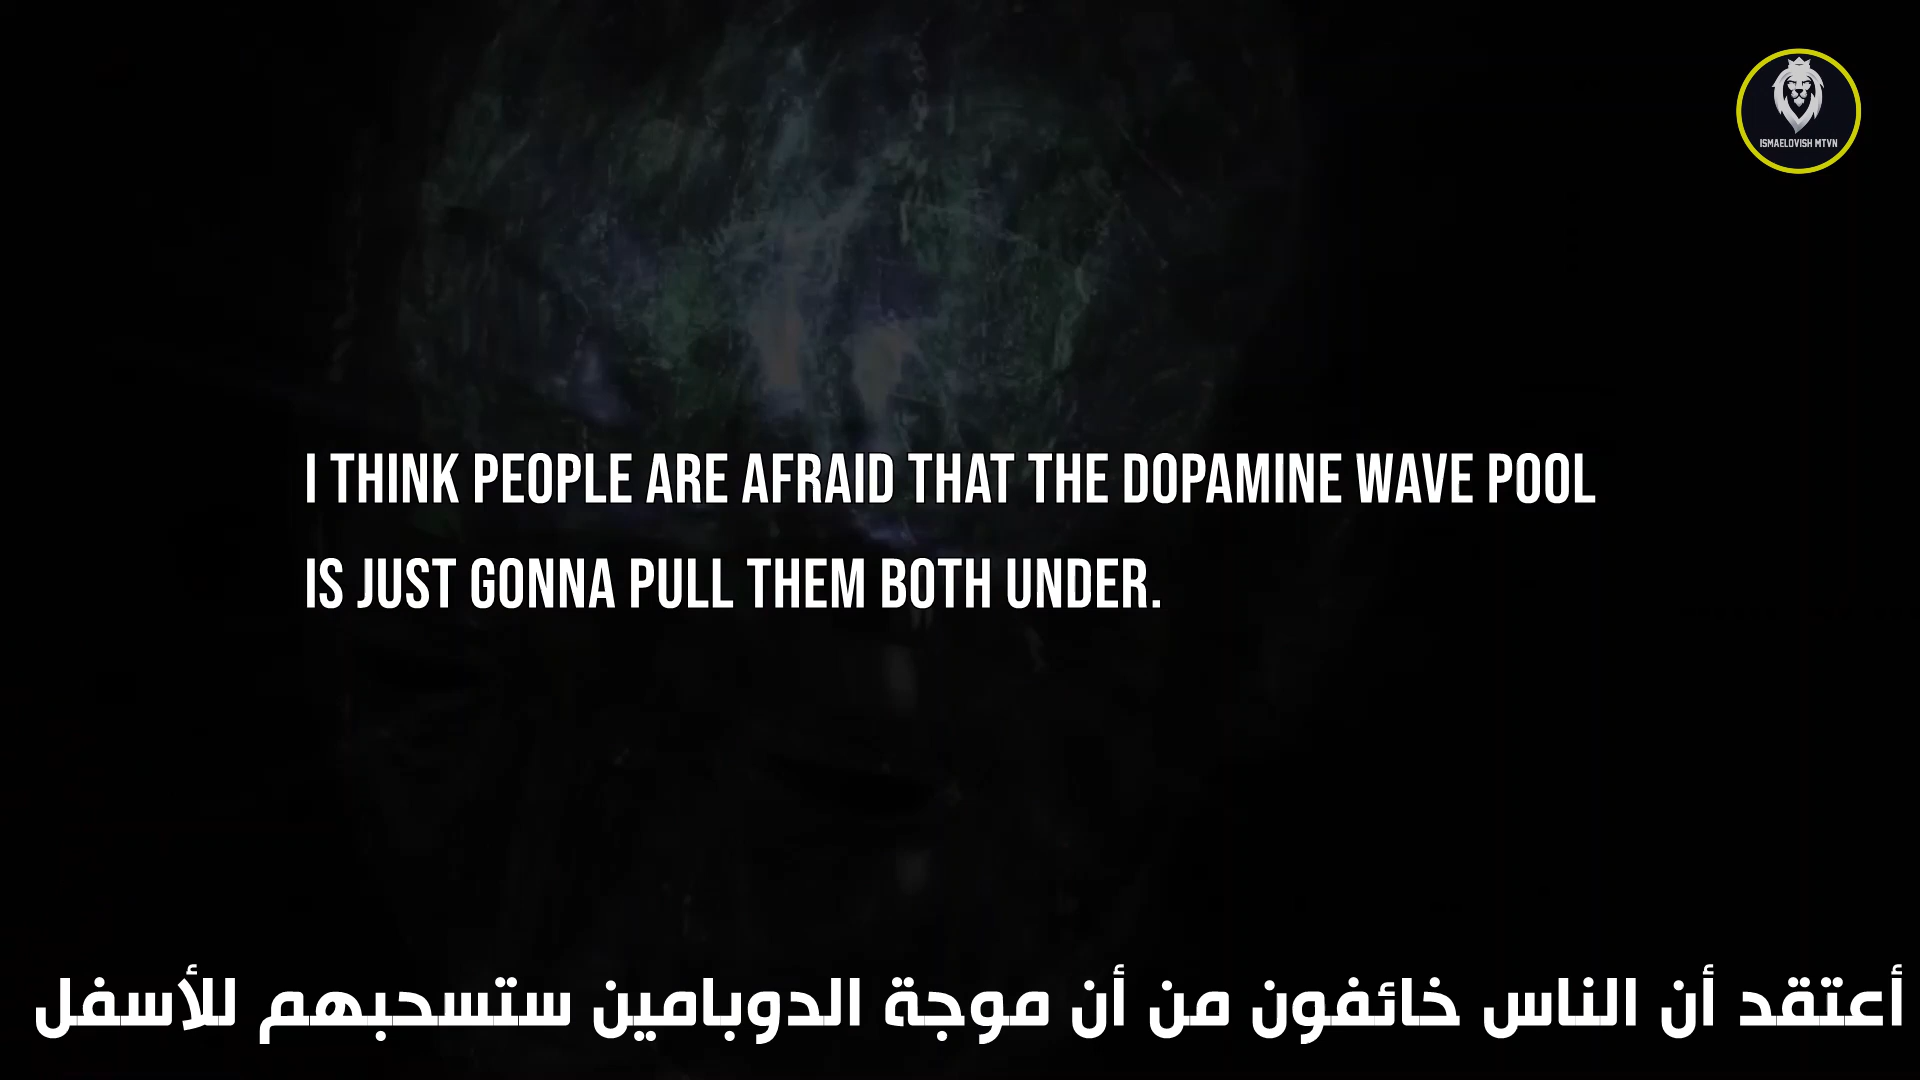 ISMAELOVISH MTVN
I THINK PEOPLE ARE AFRAID THAT THE DOPAMINE WAVE POOL
IS JUST GONNA PULL THEM BOTH UNDER.
أعتقد أن الناس خائفون من أن موجة الدوبامين ستسحبهم للأسفل